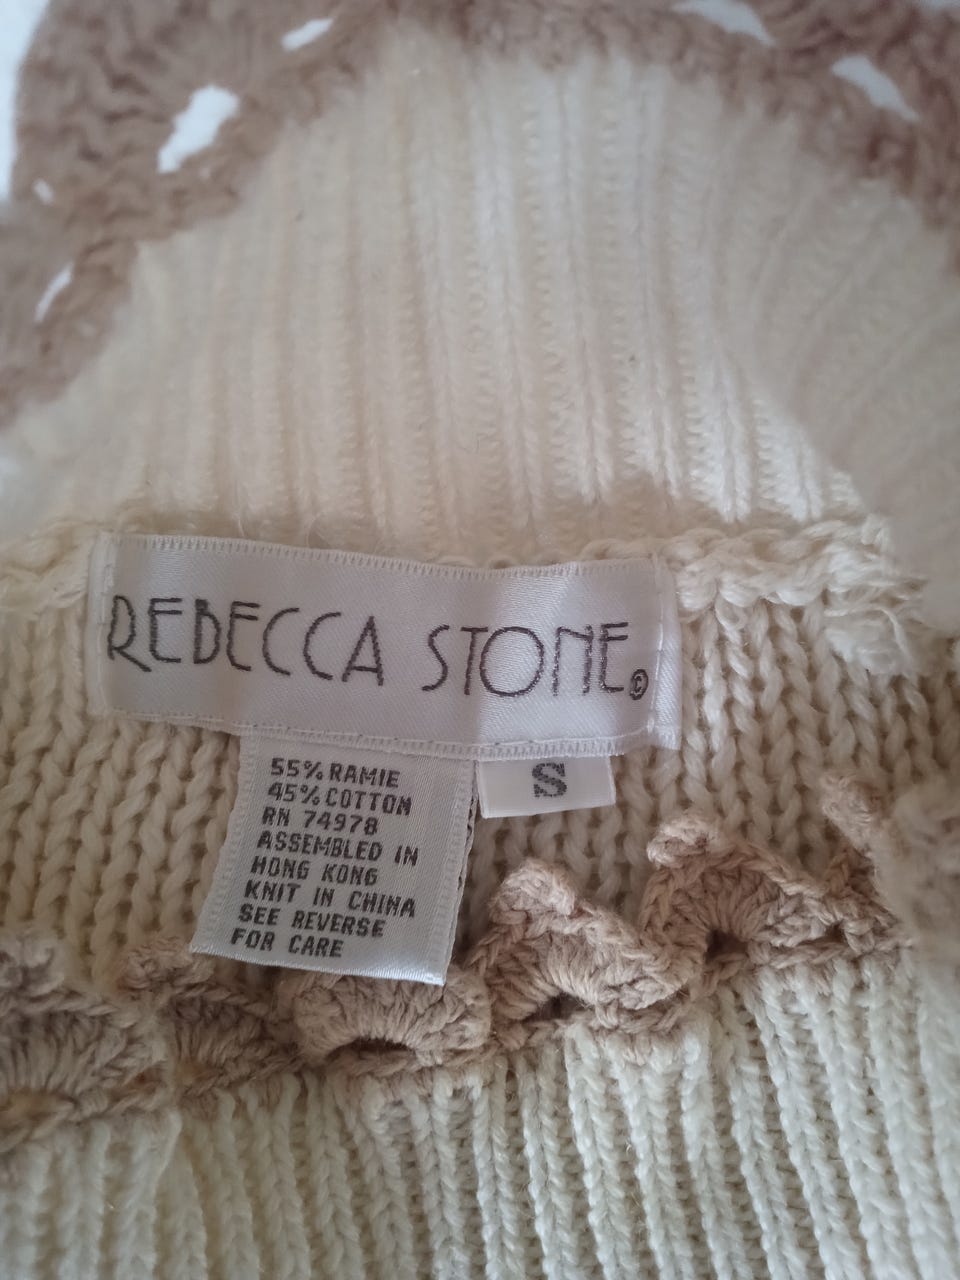 REBECCA STONE©
S
55% RAMIE
45% COTTON
RN 74978
ASSEMBLED IN
HONG KONG
KNIT IN CHINA
SEE REVERSE
FOR CARE